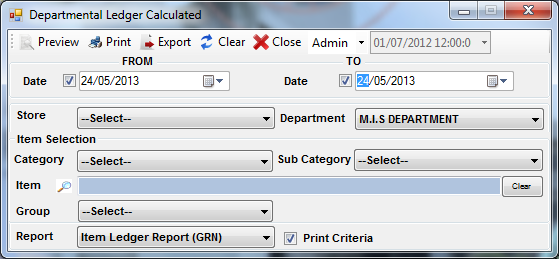 Departmental Ledger Calculated
Preview Print Export Clear Close Admin 01/07/2012 12:00:0
FROM TO
Date 24/05/2013 Date 24/05/2013
Store --Select-- Department M.I.S DEPARTMENT
Item Selection
Category --Select-- Sub Category --Select--
Item Clear
Group --Select--
Report Item Ledger Report (GRN) Print Criteria